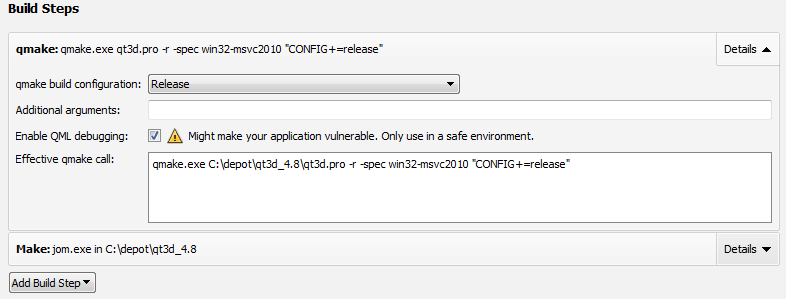 Build Steps
qmake: qmake.exe qt3d.pro -r -spec win32-msvc2010 "CONFIG+=release"
Details
qmake build configuration: Release
Additional arguments:
Enable QML debugging: Might make your application vulnerable. Only use in a safe environment.
Effective qmake call: qmake.exe C:\depot\qt3d_4.8\qt3d.pro -r -spec win32-msvc2010 "CONFIG+=release"
Make: jom.exe in C:\depot\qt3d_4.8
Details
Add Build Step